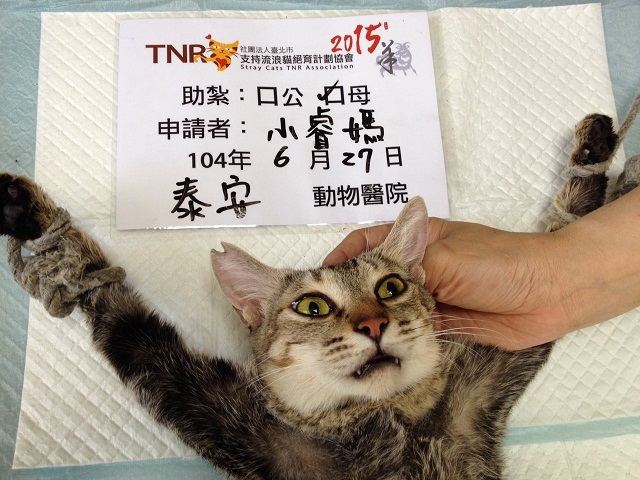 TNR 社團法人臺北市 2015'
支持流浪貓絕育計劃協會
Stray Cats TNR Association
助紮：口公 口母
申請者：小睿媽
104年 6 月 27 日
泰安 動物醫院